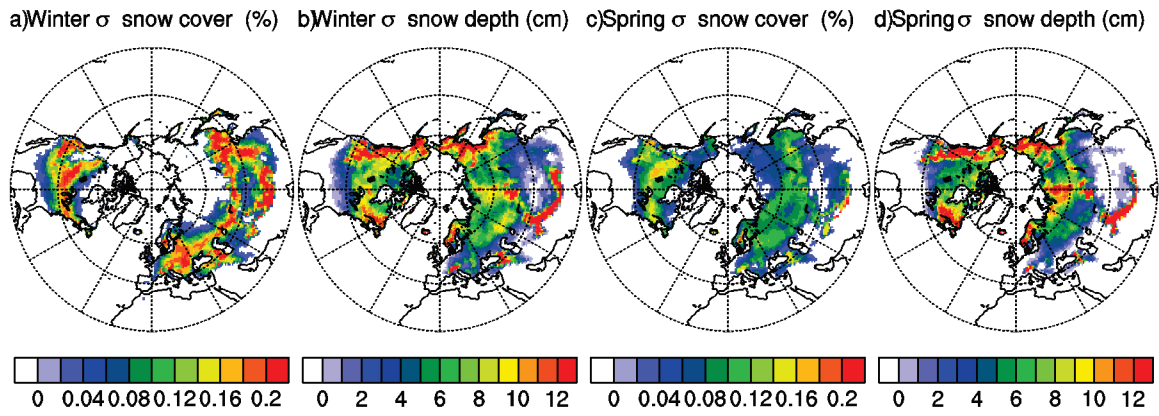 a)Winter σ snow cover (%)
b)Winter σ snow depth (cm)
c)Spring σ snow cover (%)
d)Spring σ snow depth (cm)
0 0.04 0.08 0.12 0.16 0.2
0 2 4 6 8 10 12
0 0.04 0.08 0.12 0.16 0.2
0 2 4 6 8 10 12